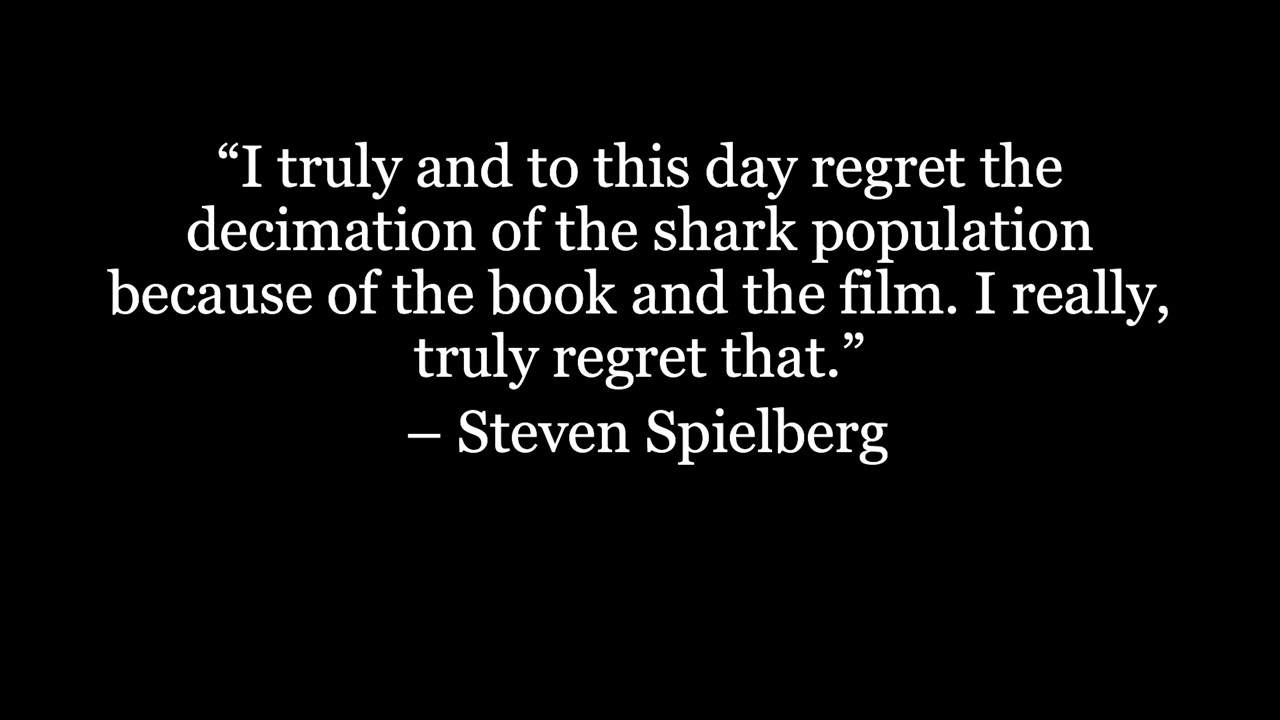 “I truly and to this day regret the
decimation of the shark population
because of the book and the film. I really,
truly regret that.”
– Steven Spielberg